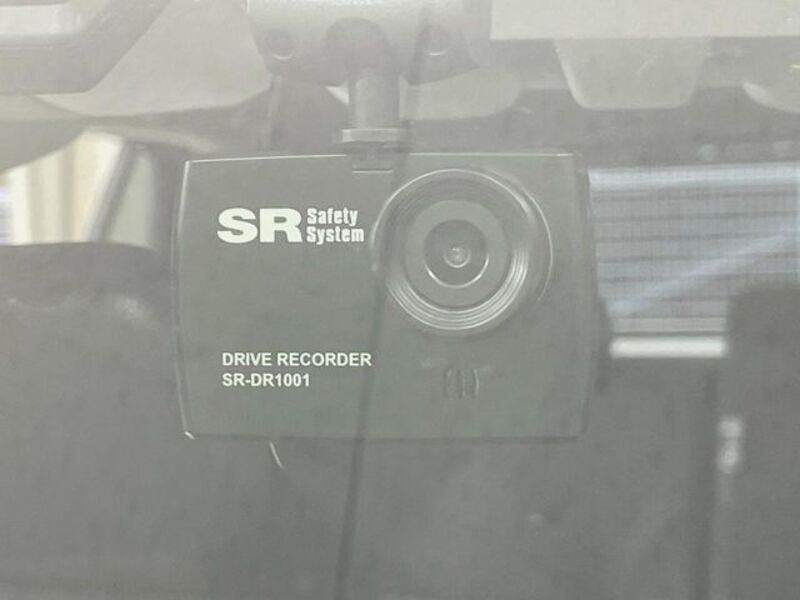 SR Safety System
DRIVE RECORDER
SR-DR1001